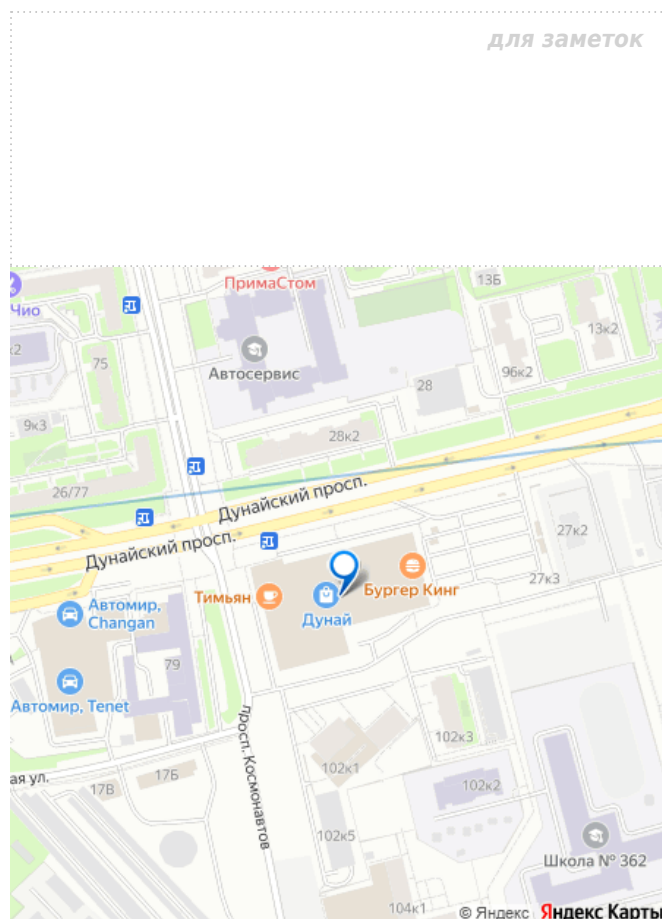 для заметок
ПримаСтом
13Б
Чио
13к2
к2
75
Автосервис
96к2
28
9к3
28к2
26/77
Дунайский просп.
27к2
Дунайский просп.
27к3
Бургер Кинг
Тимьян
Автомир,
Changan
Дунай
79
Автомир, Tenet
просп. Космонавтов
102к3
102к1
ая ул.
17Б
17В
102к2
102к5
Школа № 362
104к1
© Яндекс Яндекс Карты